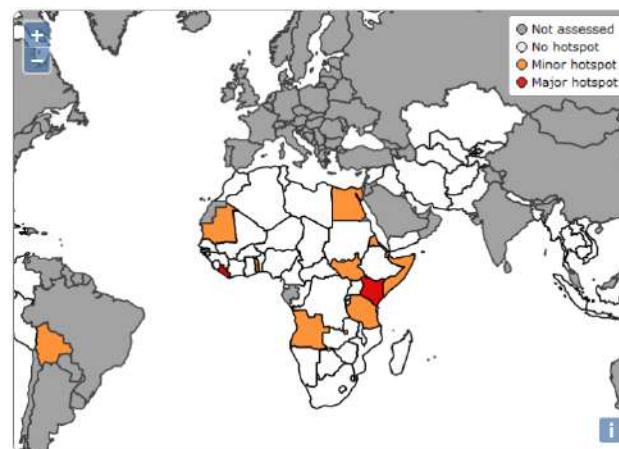 +
−
Not assessed
No hotspot
Minor hotspot
Major hotspot
i